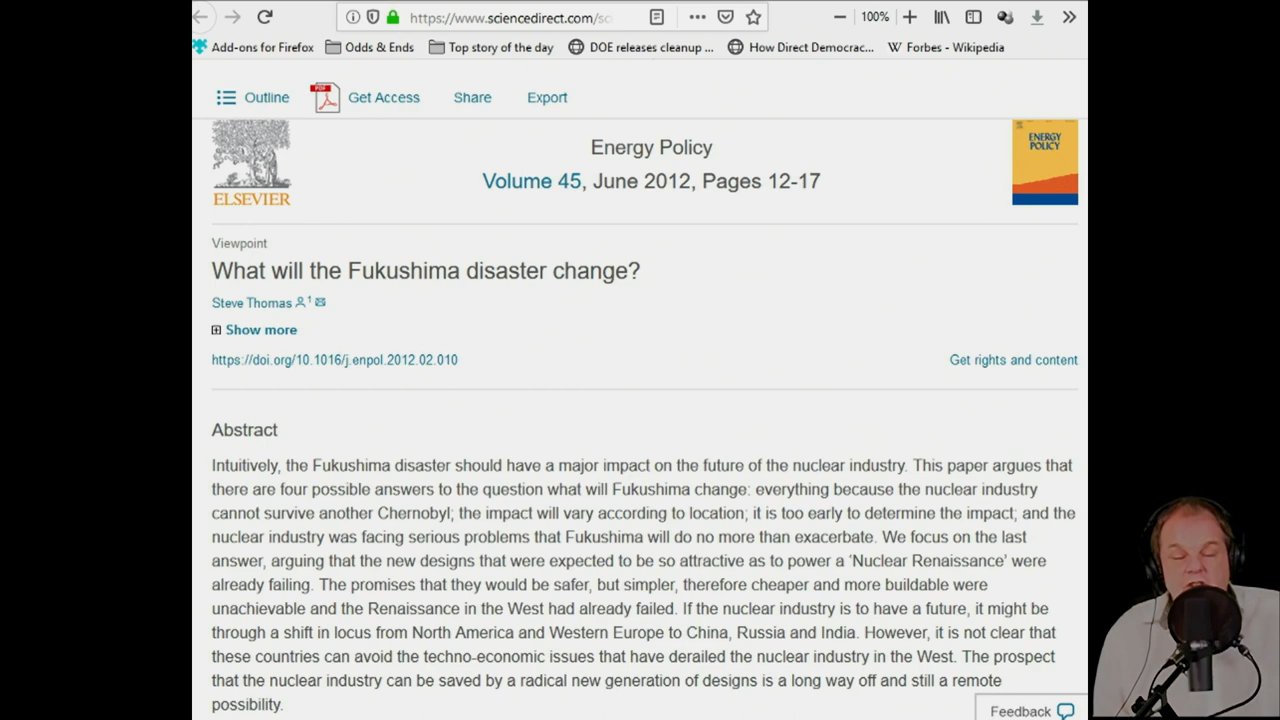 https://www.sciencedirect.com/sc
100%
Add-ons for Firefox
Odds & Ends
Top story of the day
DOE releases cleanup ...
How Direct Democrac...
W Forbes - Wikipedia
Outline
PDF
Get Access
Share
Export
ELSEVIER
Energy Policy
Volume 45, June 2012, Pages 12-17
ENERGY
POLICY
Viewpoint
What will the Fukushima disaster change?
Steve Thomas 1
Show more
https://doi.org/10.1016/j.enpol.2012.02.010
Get rights and content
Abstract
Intuitively, the Fukushima disaster should have a major impact on the future of the nuclear industry. This paper argues that
there are four possible answers to the question what will Fukushima change: everything because the nuclear industry
cannot survive another Chernobyl; the impact will vary according to location; it is too early to determine the impact; and the
nuclear industry was facing serious problems that Fukushima will do no more than exacerbate. We focus on the last
answer, arguing that the new designs that were expected to be so attractive as to power a ‘Nuclear Renaissance’ were
already failing. The promises that they would be safer, but simpler, therefore cheaper and more buildable were
unachievable and the Renaissance in the West had already failed. If the nuclear industry is to have a future, it might be
through a shift in locus from North America and Western Europe to China, Russia and India. However, it is not clear that
these countries can avoid the techno-economic issues that have derailed the nuclear industry in the West. The prospect
that the nuclear industry can be saved by a radical new generation of designs is a long way off and still a remote
possibility.
Feedback